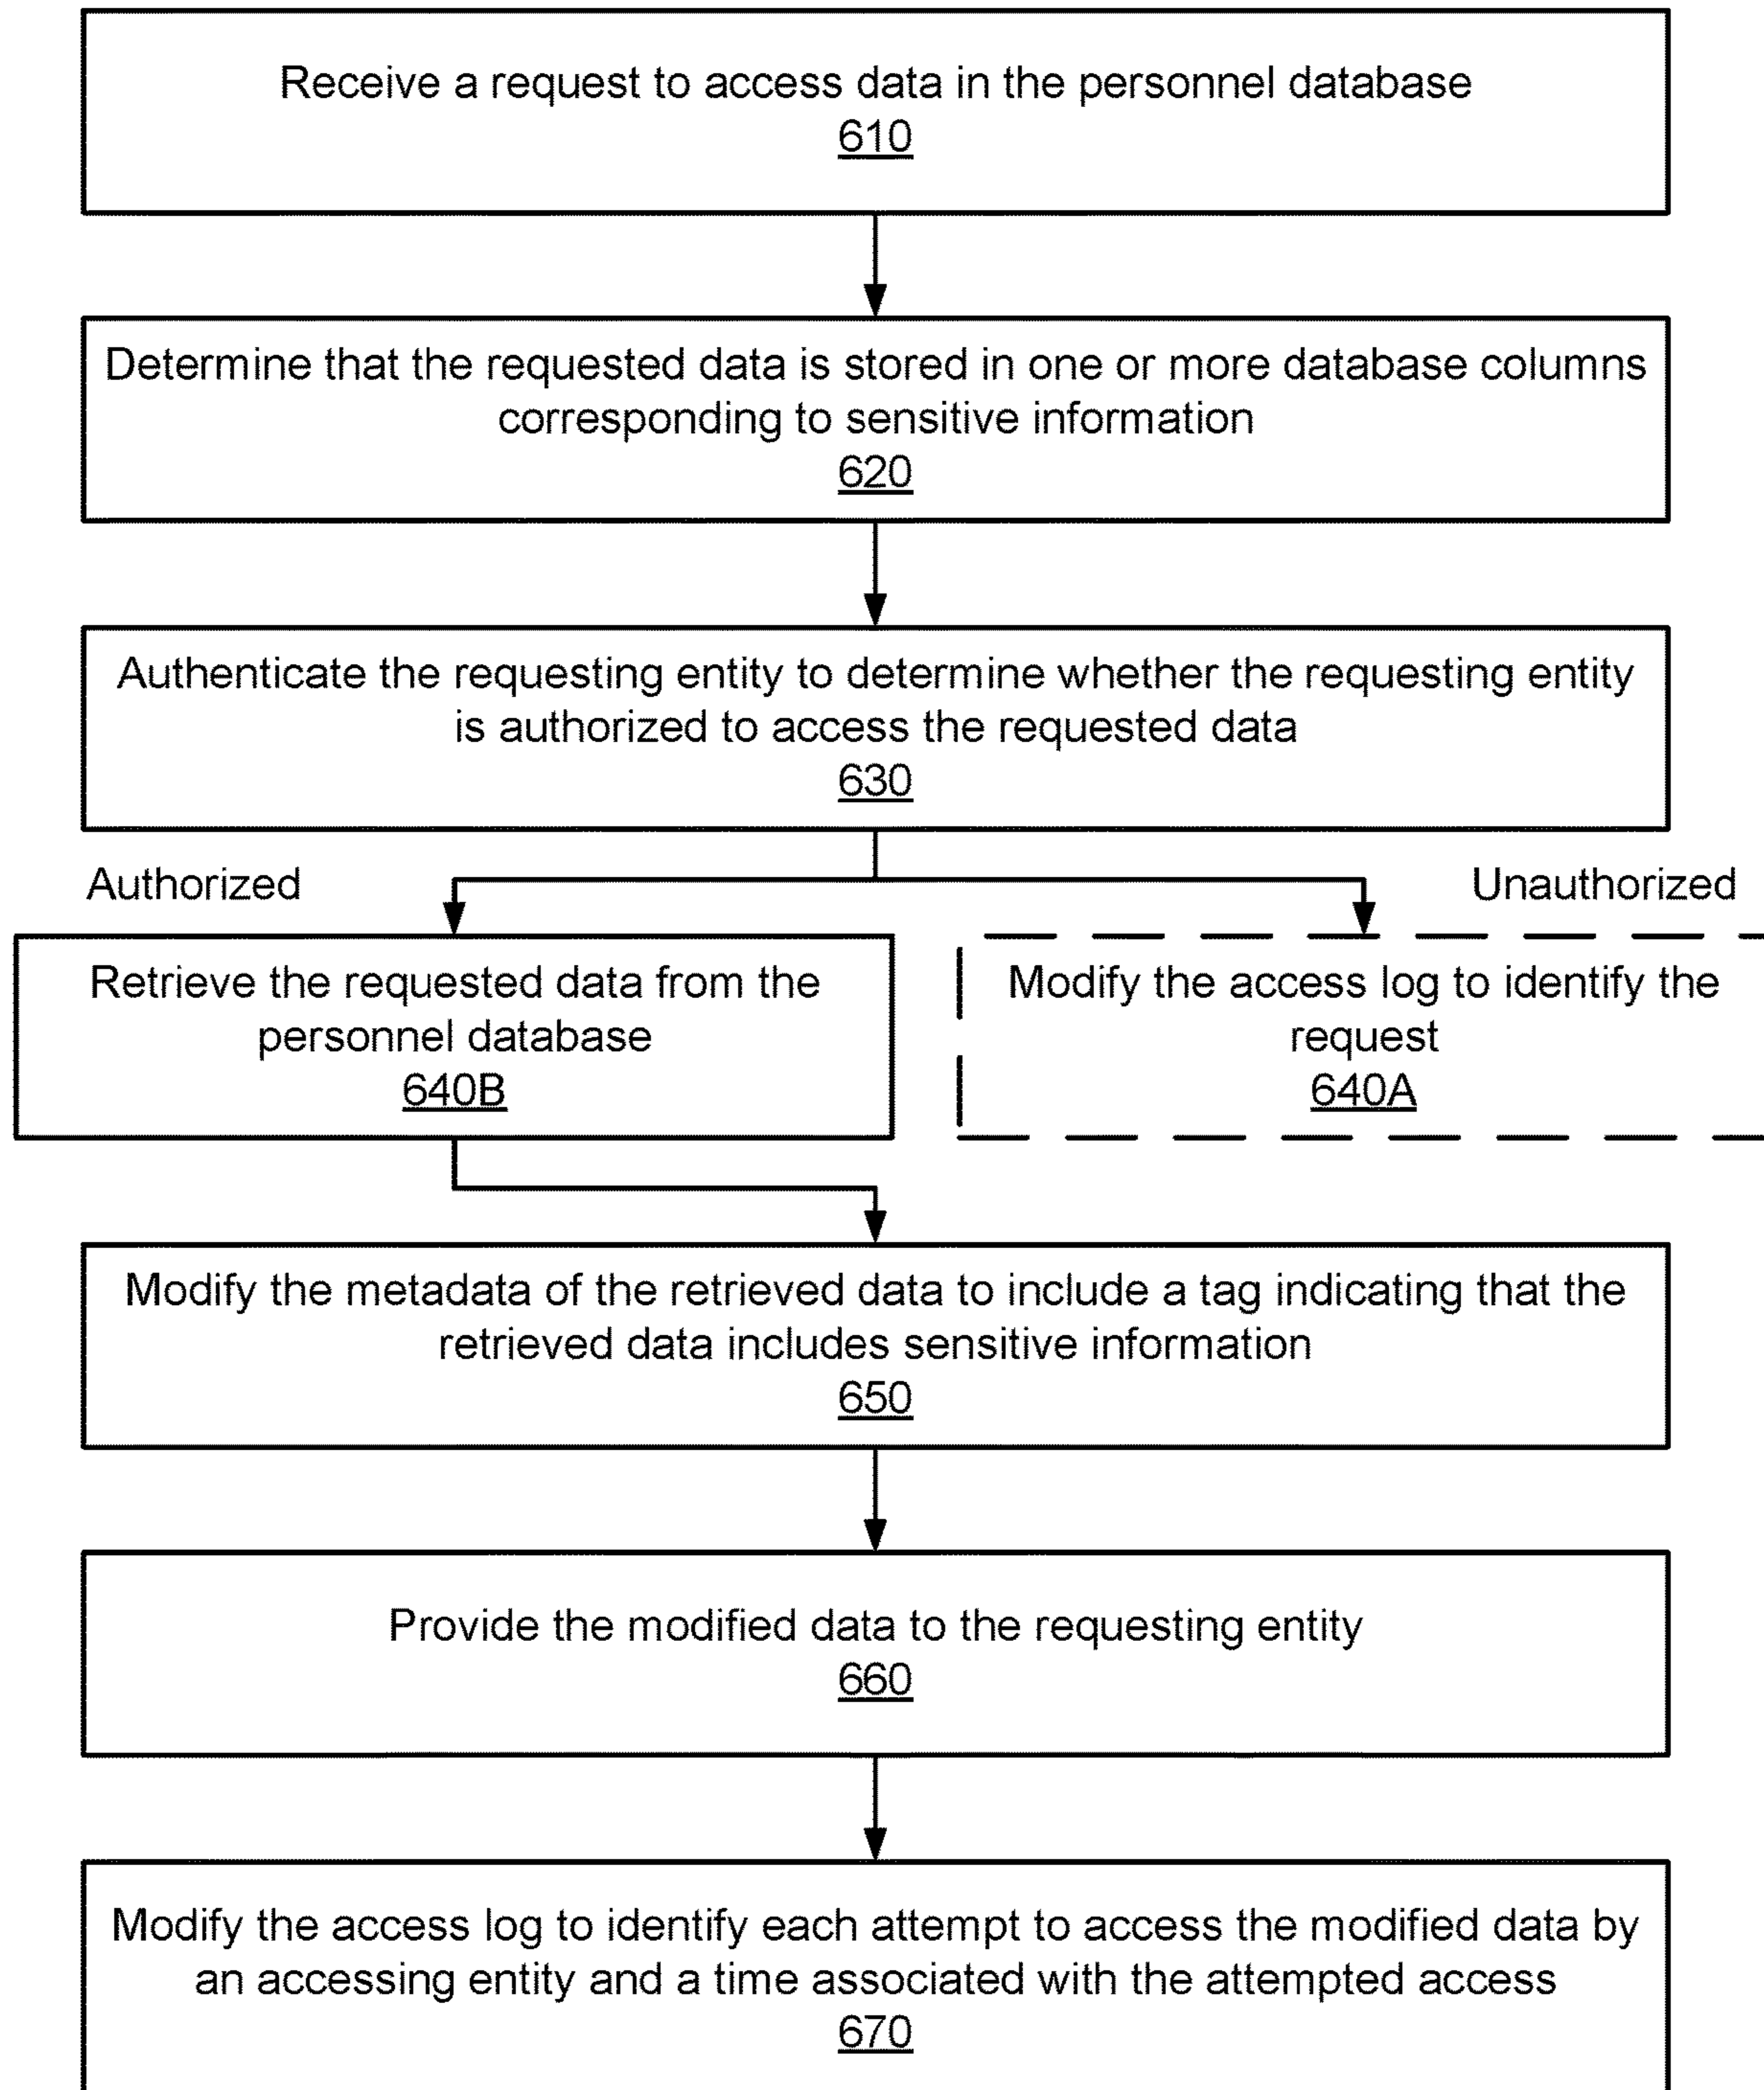 Receive a request to access data in the personnel database
610
Determine that the requested data is stored in one or more database columns
corresponding to sensitive information
620
Authenticate the requesting entity to determine whether the requesting entity
is authorized to access the requested data
630
Authorized
Unauthorized
Retrieve the requested data from the
personnel database
640B
Modify the access log to identify the
request
640A
Modify the metadata of the retrieved data to include a tag indicating that the
retrieved data includes sensitive information
650
Provide the modified data to the requesting entity
660
Modify the access log to identify each attempt to access the modified data by
an accessing entity and a time associated with the attempted access
670